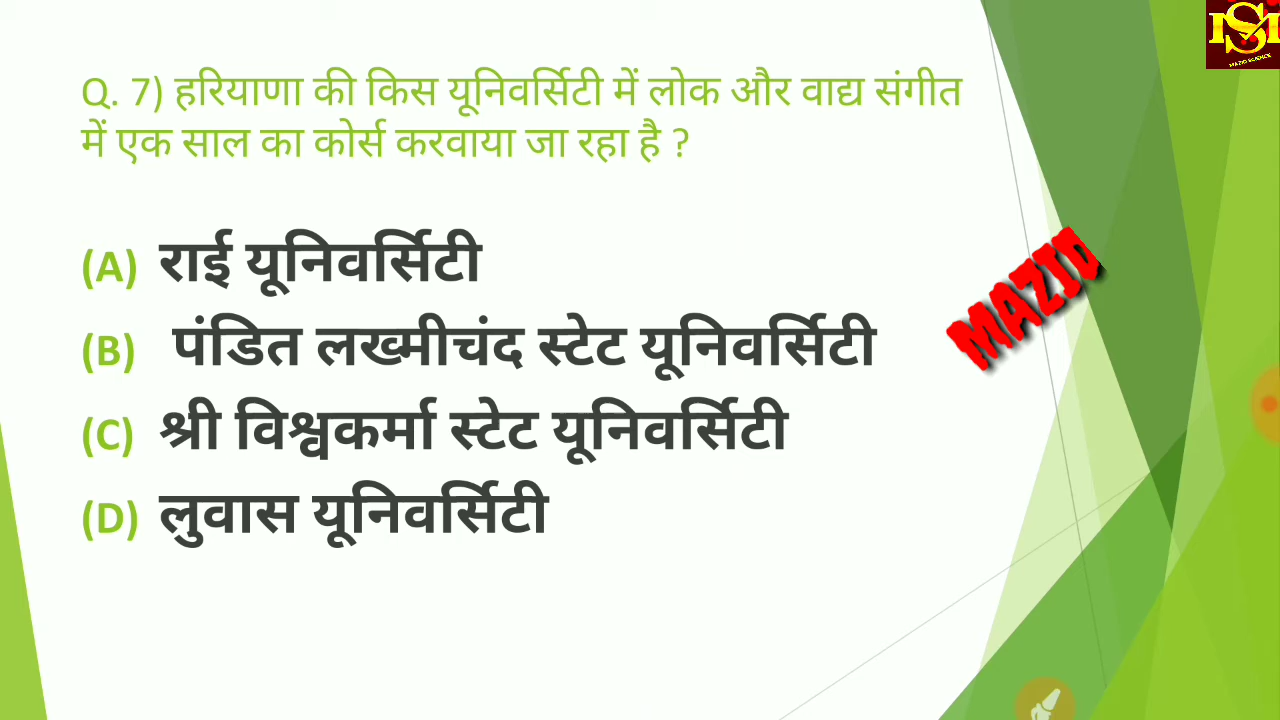 Q. 7) हरियाणा की किस यूनिवर्सिटी में लोक और वाद्य संगीत
में एक साल का कोर्स करवाया जा रहा है ?
(A) राई यूनिवर्सिटी
(B) पंडित लख्मीचंद स्टेट यूनिवर्सिटी
(C) श्री विश्वकर्मा स्टेट यूनिवर्सिटी
(D) लुवास यूनिवर्सिटी
MAZID